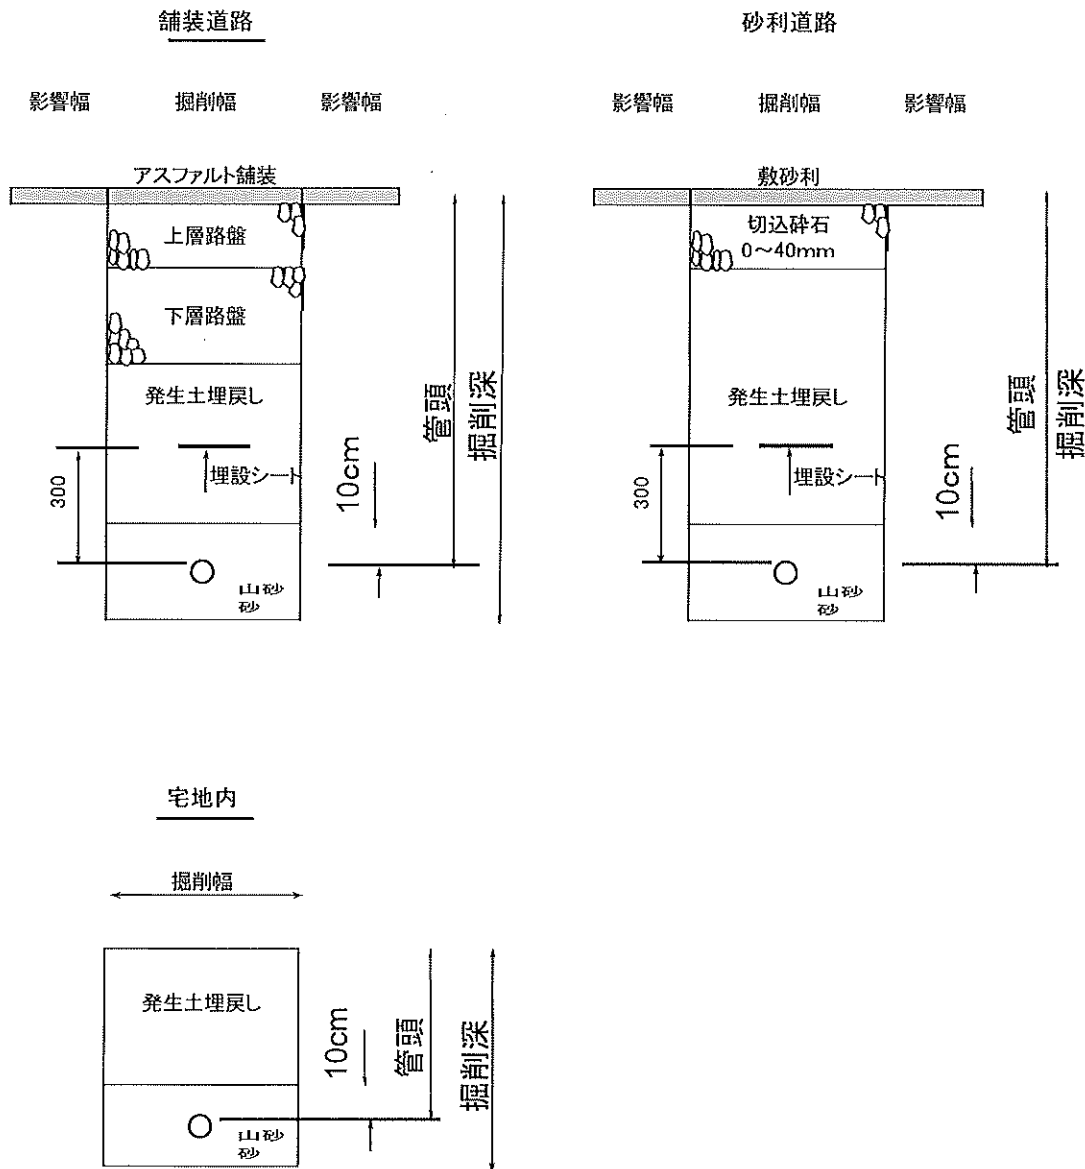 舗装道路
影響幅
掘削幅
影響幅
アスファルト舗装
上層路盤
下層路盤
発生土埋戻し
埋設シート
300
10cm
管頭
掘削深
山砂
砂
砂利道路
影響幅
掘削幅
影響幅
敷砂利
切込砕石
0～40mm
発生土埋戻し
埋設シート
300
10cm
管頭
掘削深
山砂
砂
宅地内
掘削幅
発生土埋戻し
10cm
管頭
掘削深
山砂
砂